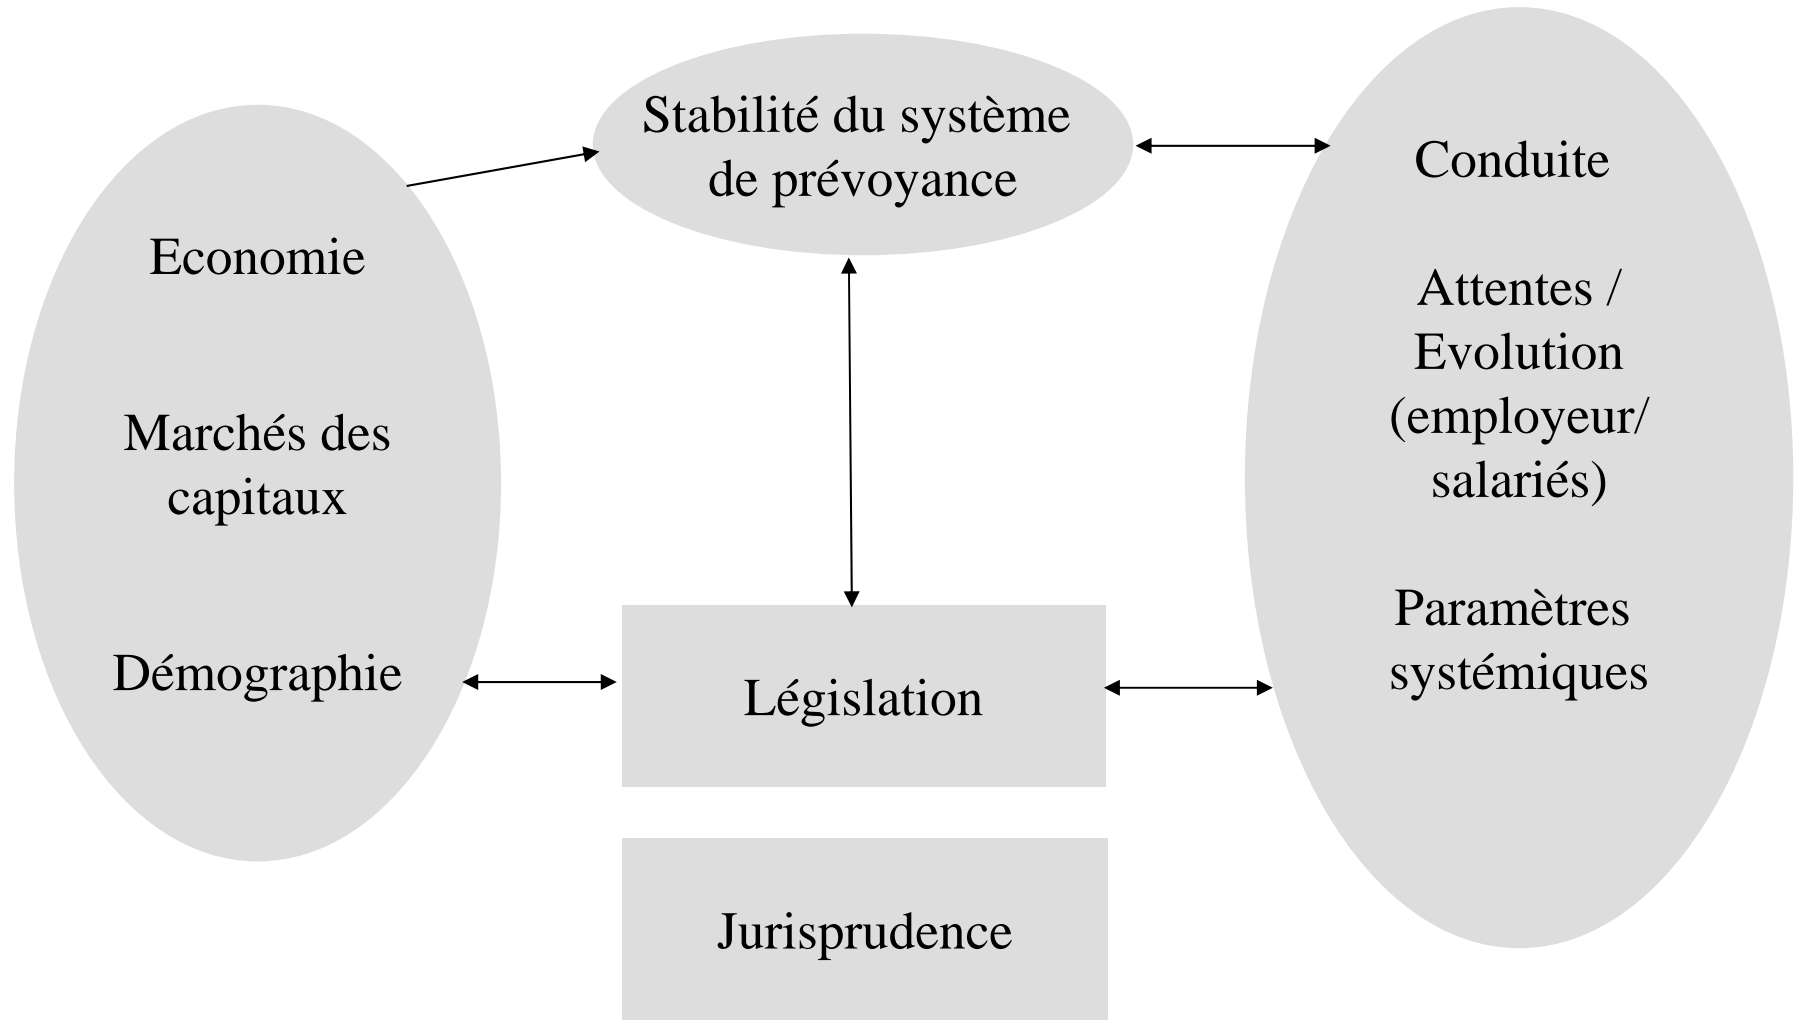 Stabilité du système
de prévoyance
Economie
Marchés des
capitaux
Démographie
Conduite
Attentes /
Evolution
(employeur/
salariés)
Paramètres
systémiques
Législation
Jurisprudence